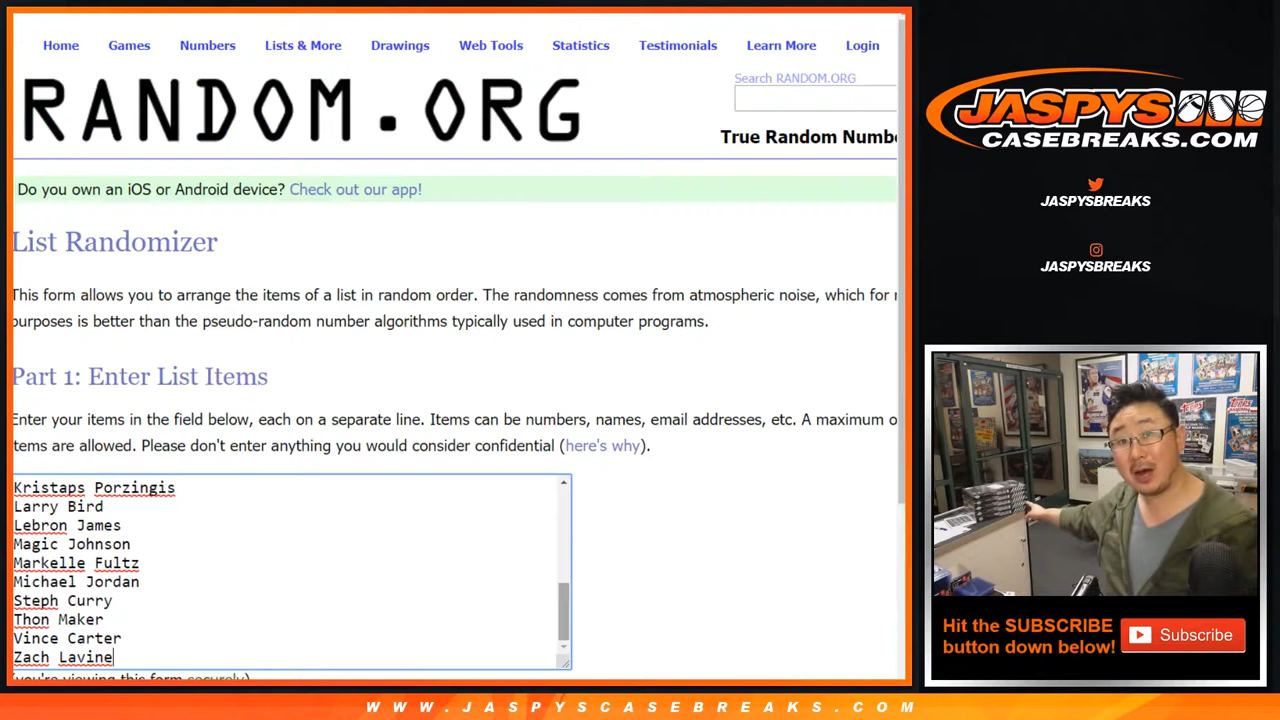 Home Games Numbers Lists & More Drawings Web Tools Statistics Testimonials Learn More Login
RANDOM.ORG
Search RANDOM.ORG
True Random Numbe
Do you own an iOS or Android device? Check out our app!
List Randomizer
This form allows you to arrange the items of a list in random order. The randomness comes from atmospheric noise, which for
purposes is better than the pseudo-random number algorithms typically used in computer programs.
Part 1: Enter List Items
Enter your items in the field below, each on a separate line. Items can be numbers, names, email addresses, etc. A maximum o
tems are allowed. Please don't enter anything you would consider confidential (here's why).
Kristaps Porzingis
Larry Bird
Lebron James
Magic Johnson
Markelle Fultz
Michael Jordan
Steph Curry
Thon Maker
Vince Carter
Zach Lavine
(you're viewing this form securely)
JASPYS
CASEBREAKS.COM
JASPYSBREAKS
JASPYSBREAKS
Topps
Hit the SUBSCRIBE
button down below!
Subscribe
WWW.JASPYSCASEBREAKS.COM